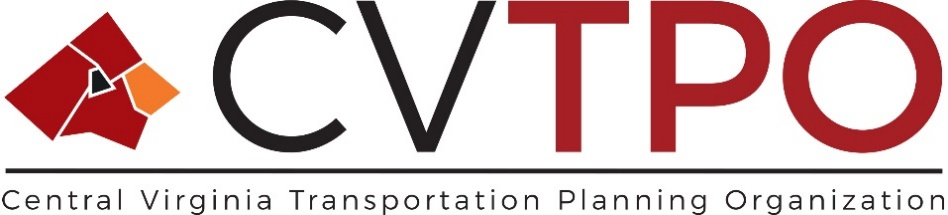 CVTPO
Central Virginia Transportation Planning Organization